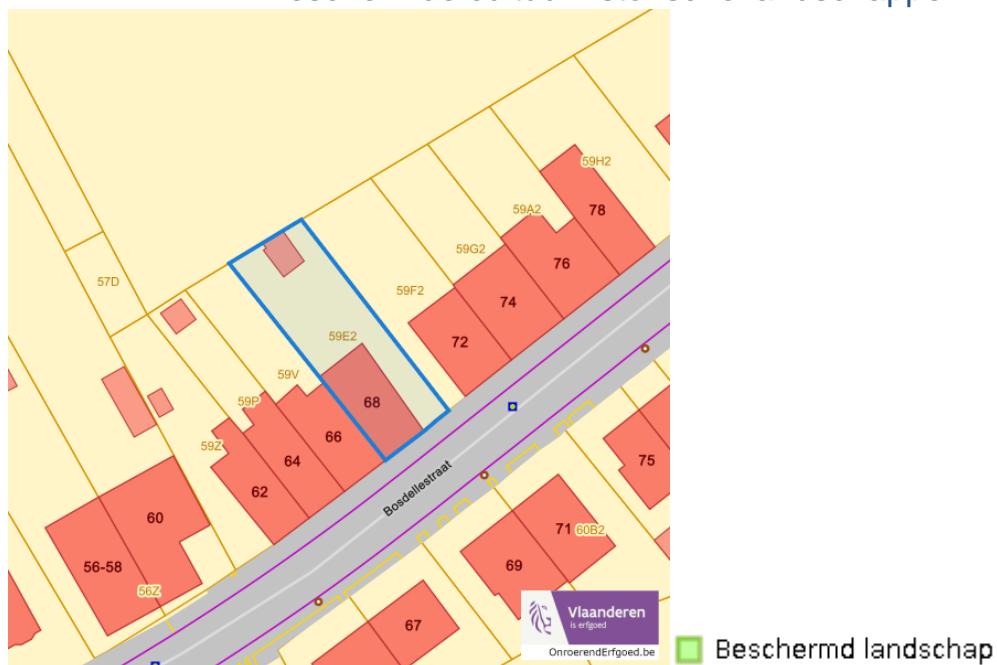 59H2
78
59A2
76
59G2
57D
59F2
74
59E2
72
59V
68
59P
66
59Z
64
62
60
56-58
56Z
Bosdellestraat
75
71
60B2
69
67
Vlaanderen
is erfgoed
OnroerendErfgoed.be
Beschermd landschap